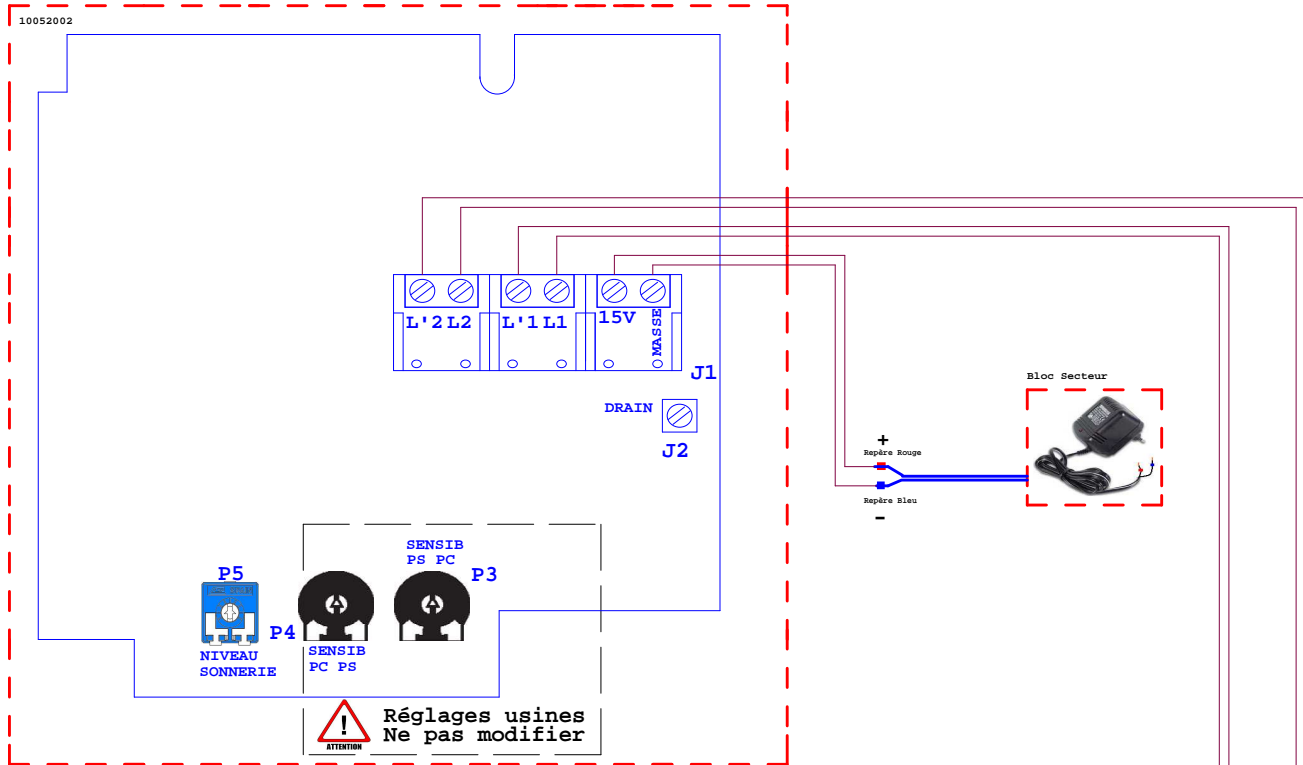 10052002
L'2 L2 L'1 L1 15V MASSE
J1
Bloc Secteur
DRAIN
J2
+
Repère Rouge
Repère Bleu
-
SENSIB
PS PC
P3
P5
P4
NIVEAU
SONNERIE
SENSIB
PC PS
!
ATTENTION
Réglages usines
Ne pas modifier